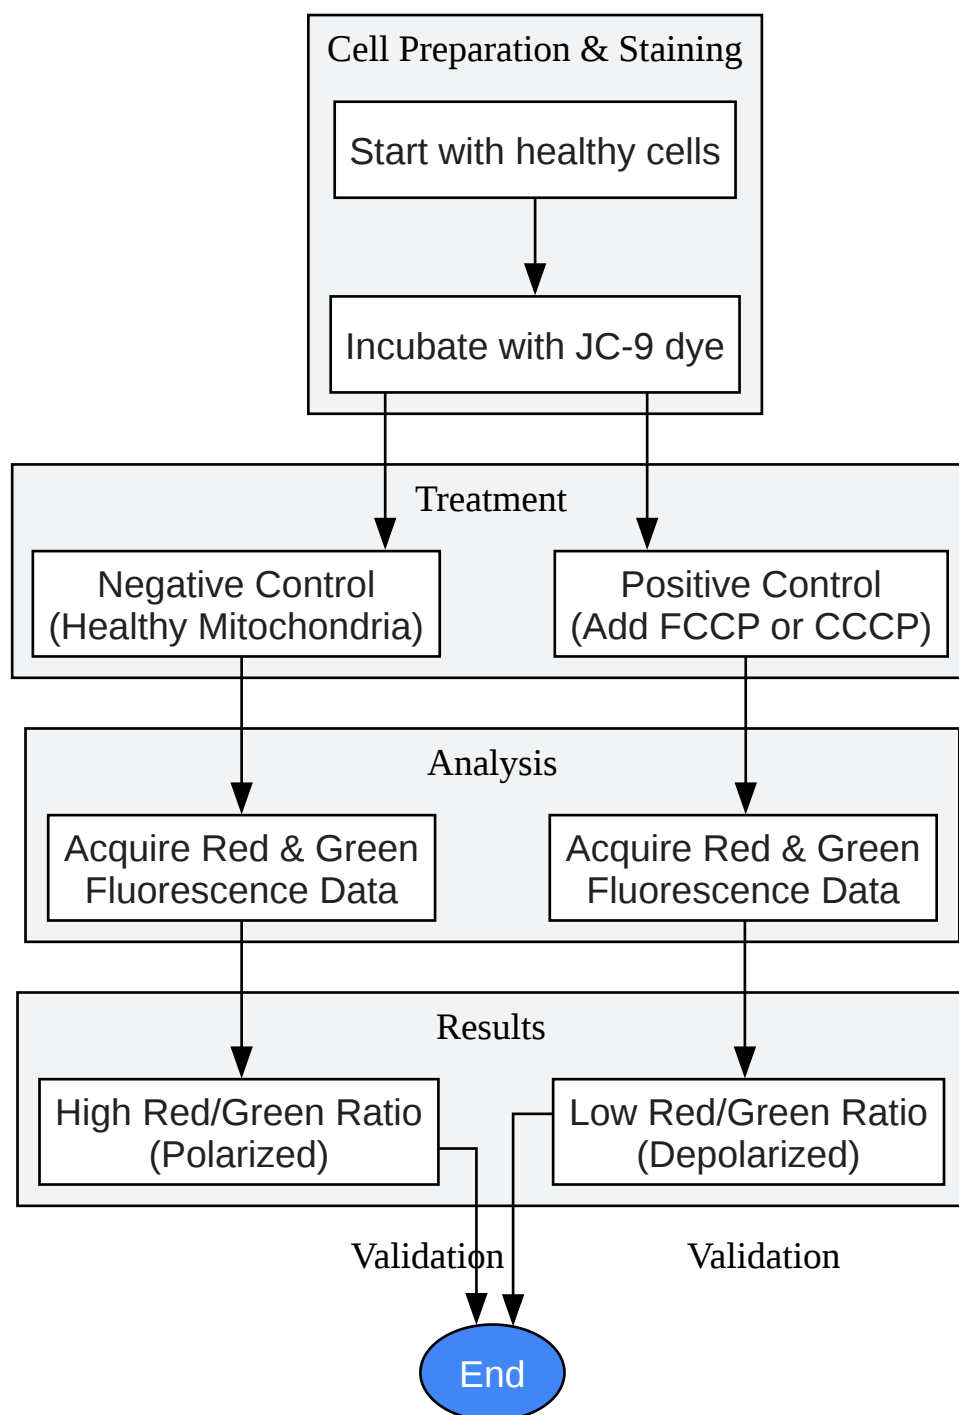 Cell Preparation & Staining
Start with healthy cells
Incubate with JC-9 dye
Treatment
Negative Control
(Healthy Mitochondria)
Positive Control
(Add FCCP or CCCP)
Analysis
Acquire Red & Green
Fluorescence Data
Acquire Red & Green
Fluorescence Data
Results
High Red/Green Ratio
(Polarized)
Low Red/Green Ratio
(Depolarized)
Validation
Validation
End